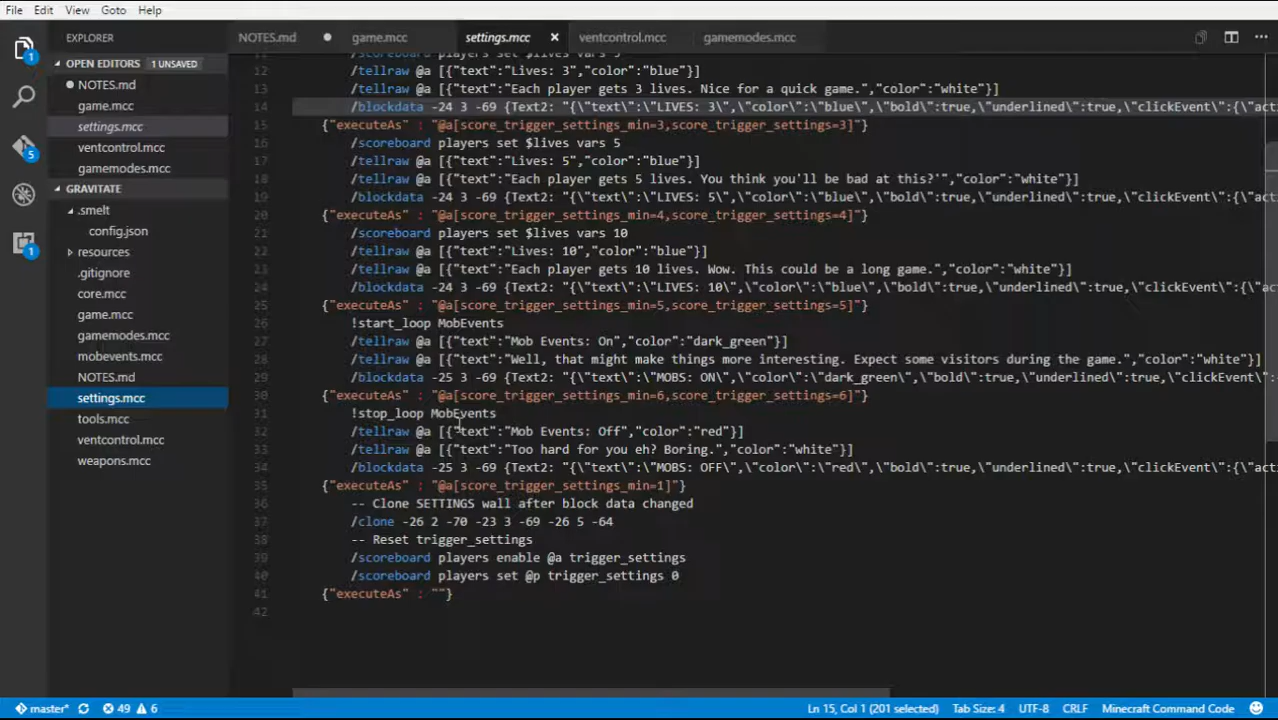 File Edit View Goto Help
EXPLORER
OPEN EDITORS 1 UNSAVED
NOTES.md
game.mcc
settings.mcc
ventcontrol.mcc
gamemodes.mcc
GRAVITATE
.smelt
config.json
resources
.gitignore
core.mcc
game.mcc
gamemodes.mcc
mobevents.mcc
NOTES.md
settings.mcc
tools.mcc
ventcontrol.mcc
weapons.mcc
1
5
1
NOTES.md game.mcc settings.mcc ventcontrol.mcc gamemodes.mcc
11 /scoreboard players set $lives vars 3
12 /tellraw @a [{"text":"Lives: 3","color":"blue"}]
13 /tellraw @a [{"text":"Each player gets 3 lives. Nice for a quick game.","color":"white"}]
14 /blockdata -24 3 -69 {Text2: "{\"text\":\"LIVES: 3\",\"color\":\"blue\",\"bold\":true,\"underlined\":true,\"clickEvent\":{\"act
15 {"executeAs" : "@a[score_trigger_settings_min=3,score_trigger_settings=3]"}
16 /scoreboard players set $lives vars 5
17 /tellraw @a [{"text":"Lives: 5","color":"blue"}]
18 /tellraw @a [{"text":"Each player gets 5 lives. You think you'll be bad at this?'","color":"white"}]
19 /blockdata -24 3 -69 {Text2: "{\"text\":\"LIVES: 5\",\"color\":\"blue\",\"bold\":true,\"underlined\":true,\"clickEvent\":{\"act
20 {"executeAs" : "@a[score_trigger_settings_min=4,score_trigger_settings=4]"}
21 /scoreboard players set $lives vars 10
22 /tellraw @a [{"text":"Lives: 10","color":"blue"}]
23 /tellraw @a [{"text":"Each player gets 10 lives. Wow. This could be a long game.","color":"white"}]
24 /blockdata -24 3 -69 {Text2: "{\"text\":\"LIVES: 10\",\"color\":\"blue\",\"bold\":true,\"underlined\":true,\"clickEvent\":{\"ac
25 {"executeAs" : "@a[score_trigger_settings_min=5,score_trigger_settings=5]"}
26 !start_loop MobEvents
27 /tellraw @a [{"text":"Mob Events: On","color":"dark_green"}]
28 /tellraw @a [{"text":"Well, that might make things more interesting. Expect some visitors during the game.","color":"white"}]
29 /blockdata -25 3 -69 {Text2: "{\"text\":\"MOBS: ON\",\"color\":\"dark_green\",\"bold\":true,\"underlined\":true,\"clickEvent\":
30 {"executeAs" : "@a[score_trigger_settings_min=6,score_trigger_settings=6]"}
31 !stop_loop MobEvents
32 /tellraw @a [{"text":"Mob Events: Off","color":"red"}]
33 /tellraw @a [{"text":"Too hard for you eh? Boring.","color":"white"}]
34 /blockdata -25 3 -69 {Text2: "{\"text\":\"MOBS: OFF\",\"color\":\"red\",\"bold\":true,\"underlined\":true,\"clickEvent\":{\"act
35 {"executeAs" : "@a[score_trigger_settings_min=1]"}
36 -- Clone SETTINGS wall after block data changed
37 /clone -26 2 -70 -23 3 -69 -26 5 -64
38 -- Reset trigger_settings
39 /scoreboard players enable @a trigger_settings
40 /scoreboard players set @p trigger_settings 0
41 {"executeAs" : ""}
42
master* 49 6 Ln 15, Col 1 (201 selected) Tab Size: 4 UTF-8 CRLF Minecraft Command Code